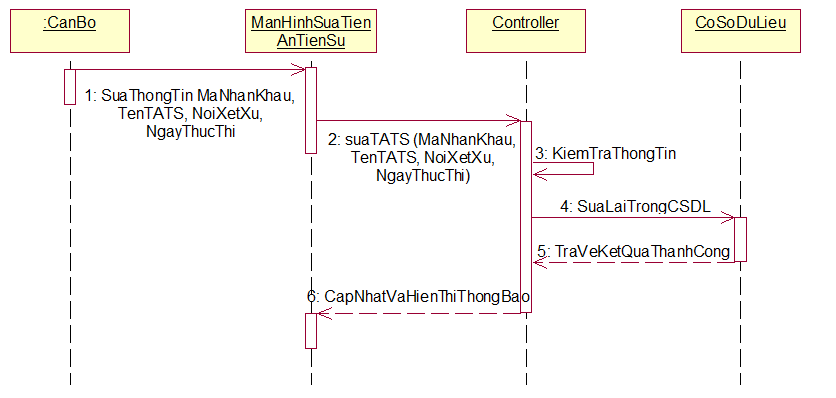 :CanBo
ManHinhSuaTien
AnTienSu
Controller
CoSoDuLieu
1: SuaThongTin MaNhanKhau,
TenTATS, NoiXetXu,
NgayThucThi
2: suaTATS (MaNhanKhau,
TenTATS, NoiXetXu,
NgayThucThi)
3: KiemTraThongTin
4: SuaLaiTrongCSDL
5: TraVeKetQuaThanhCong
6: CapNhatVaHienThiThongBao